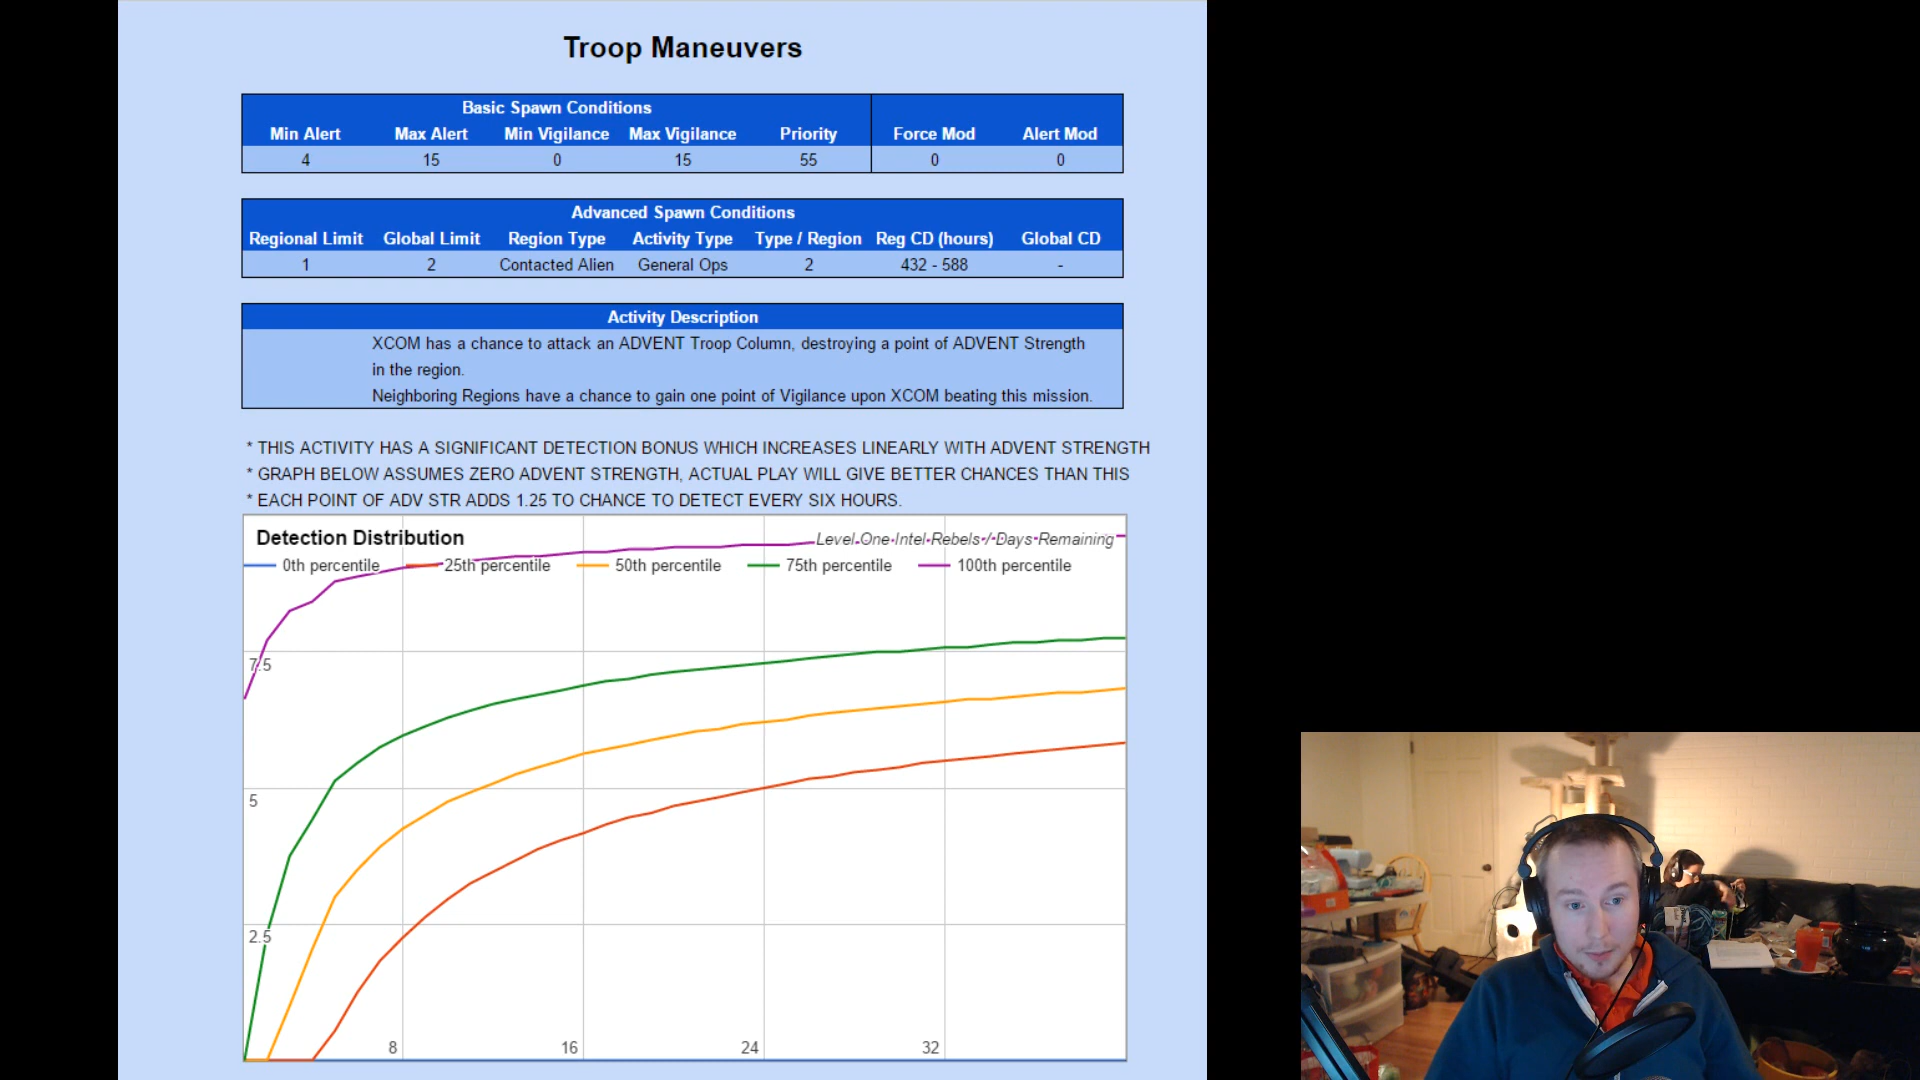 Troop Maneuvers
Basic Spawn Conditions
Min Alert Max Alert Min Vigilance Max Vigilance Priority Force Mod Alert Mod
4 15 0 15 55 0 0
Advanced Spawn Conditions
Regional Limit Global Limit Region Type Activity Type Type / Region Reg CD (hours) Global CD
1 2 Contacted Alien General Ops 2 432 - 588 -
Activity Description
XCOM has a chance to attack an ADVENT Troop Column, destroying a point of ADVENT Strength
in the region.
Neighboring Regions have a chance to gain one point of Vigilance upon XCOM beating this mission.
* THIS ACTIVITY HAS A SIGNIFICANT DETECTION BONUS WHICH INCREASES LINEARLY WITH ADVENT STRENGTH
* GRAPH BELOW ASSUMES ZERO ADVENT STRENGTH, ACTUAL PLAY WILL GIVE BETTER CHANCES THAN THIS
* EACH POINT OF ADV STR ADDS 1.25 TO CHANCE TO DETECT EVERY SIX HOURS.
Detection Distribution Level One Intel Rebels / Days Remaining
0th percentile 25th percentile 50th percentile 75th percentile 100th percentile
7.5
5
2.5
8 16 24 32